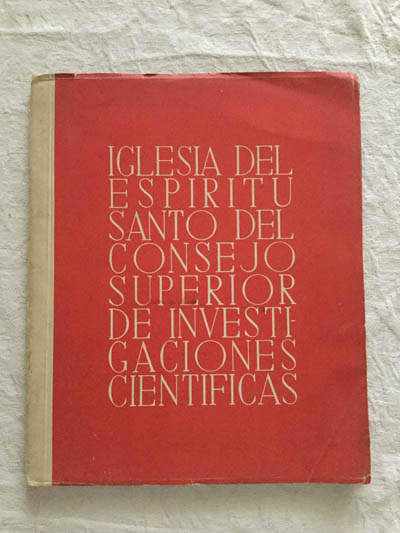 IGLESIA DEL
ESPIRITU
SANTO DEL
CONSEJO
SUPERIOR
DE INVESTI-
GACIONES
CIENTIFICAS